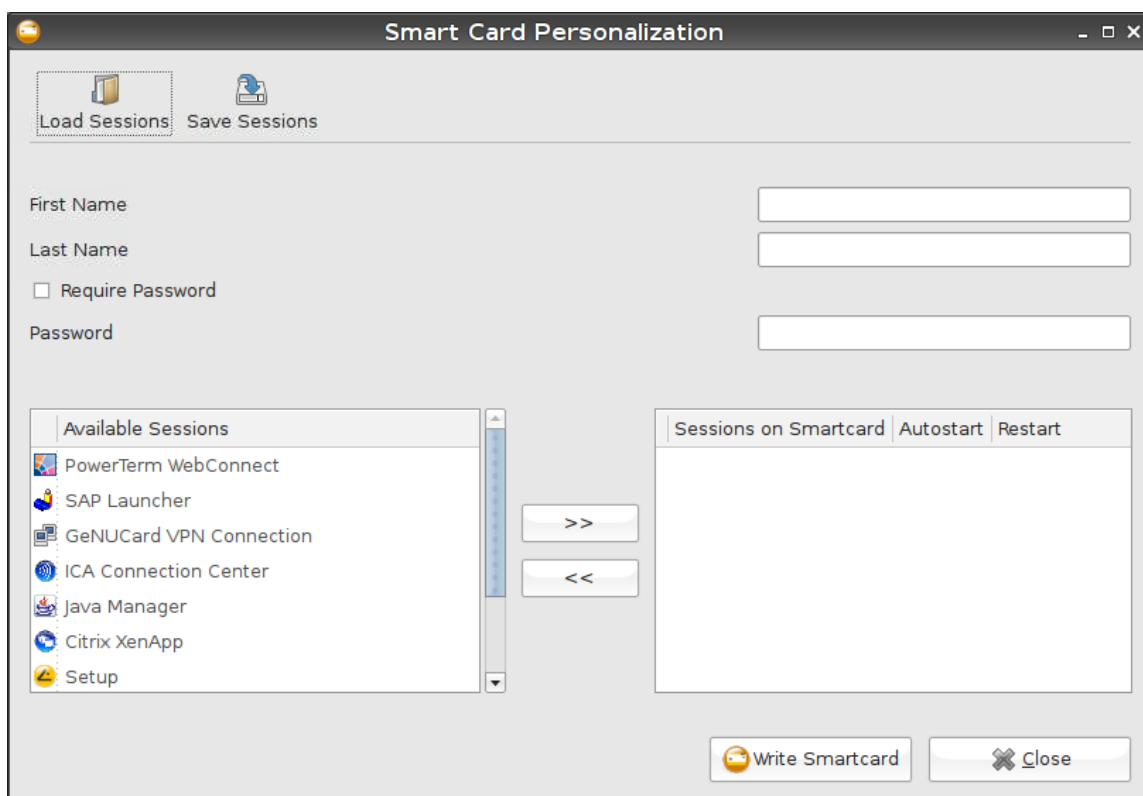 Smart Card Personalization
Load Sessions Save Sessions
First Name
Last Name
Require Password
Password
Available Sessions
PowerTerm WebConnect
SAP Launcher
GeNUCard VPN Connection
ICA Connection Center
Java Manager
Citrix XenApp
Setup
>>
<<
Sessions on Smartcard Autostart Restart
Write Smartcard Close